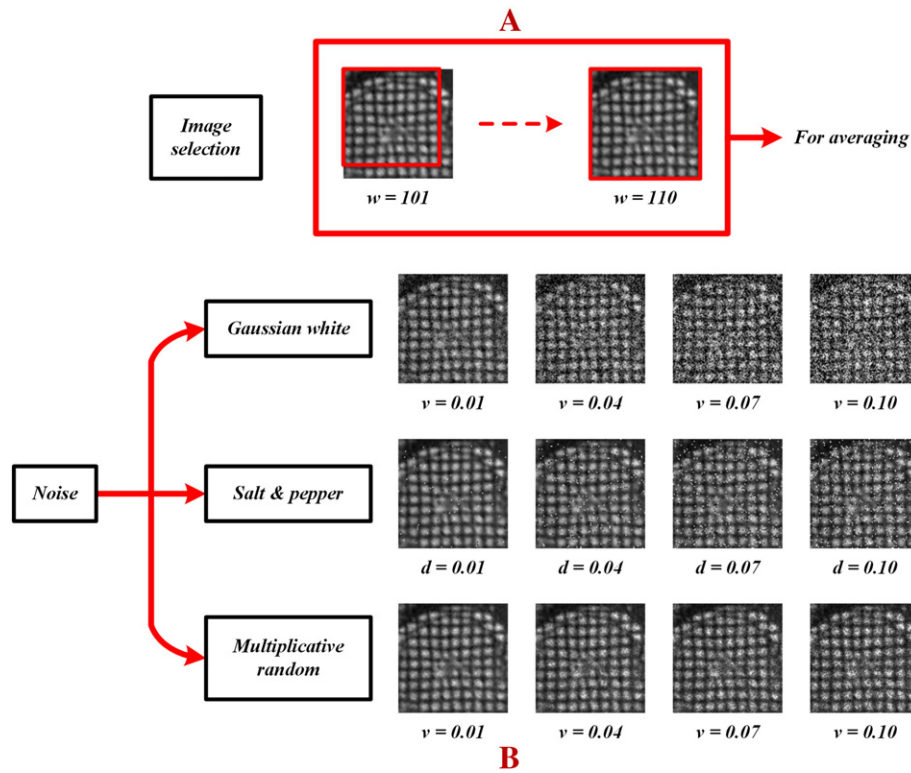 A
Image
selection
w = 101
w = 110
For averaging
Gaussian white
v = 0.01
v = 0.04
v = 0.07
v = 0.10
Noise
Salt & pepper
d = 0.01
d = 0.04
d = 0.07
d = 0.10
Multiplicative
random
v = 0.01
v = 0.04
v = 0.07
v = 0.10
B